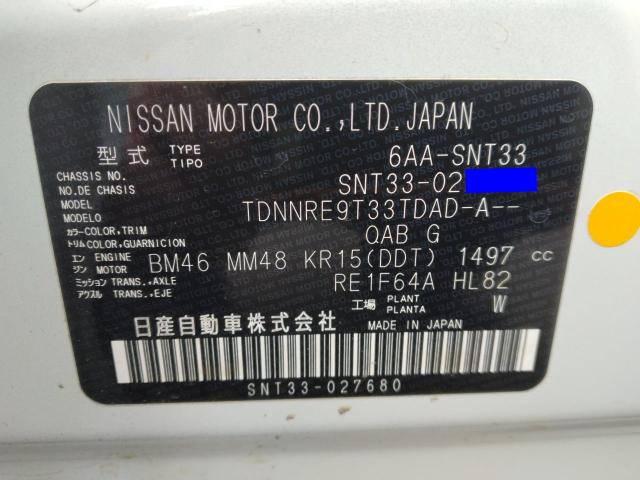 NISSAN MOTOR CO.,LTD. JAPAN
型式 TYPE TIPO 6AA-SNT33
CHASSIS NO. NO.DE CHASIS SNT33-02
MODEL MODELO TDNNRE9T33TDAD-A--
カラー COLOR,TRIM トリム COLOR,GUARNICION QAB G
エンジン ENGINE MOTOR BM46 MM48 KR15(DDT) 1497 cc
ミッション TRANS.,AXLE アクスル TRANS.,EJE RE1F64A HL82
工場 PLANT PLANTA W
日産自動車株式会社 MADE IN JAPAN
SNT33-027680